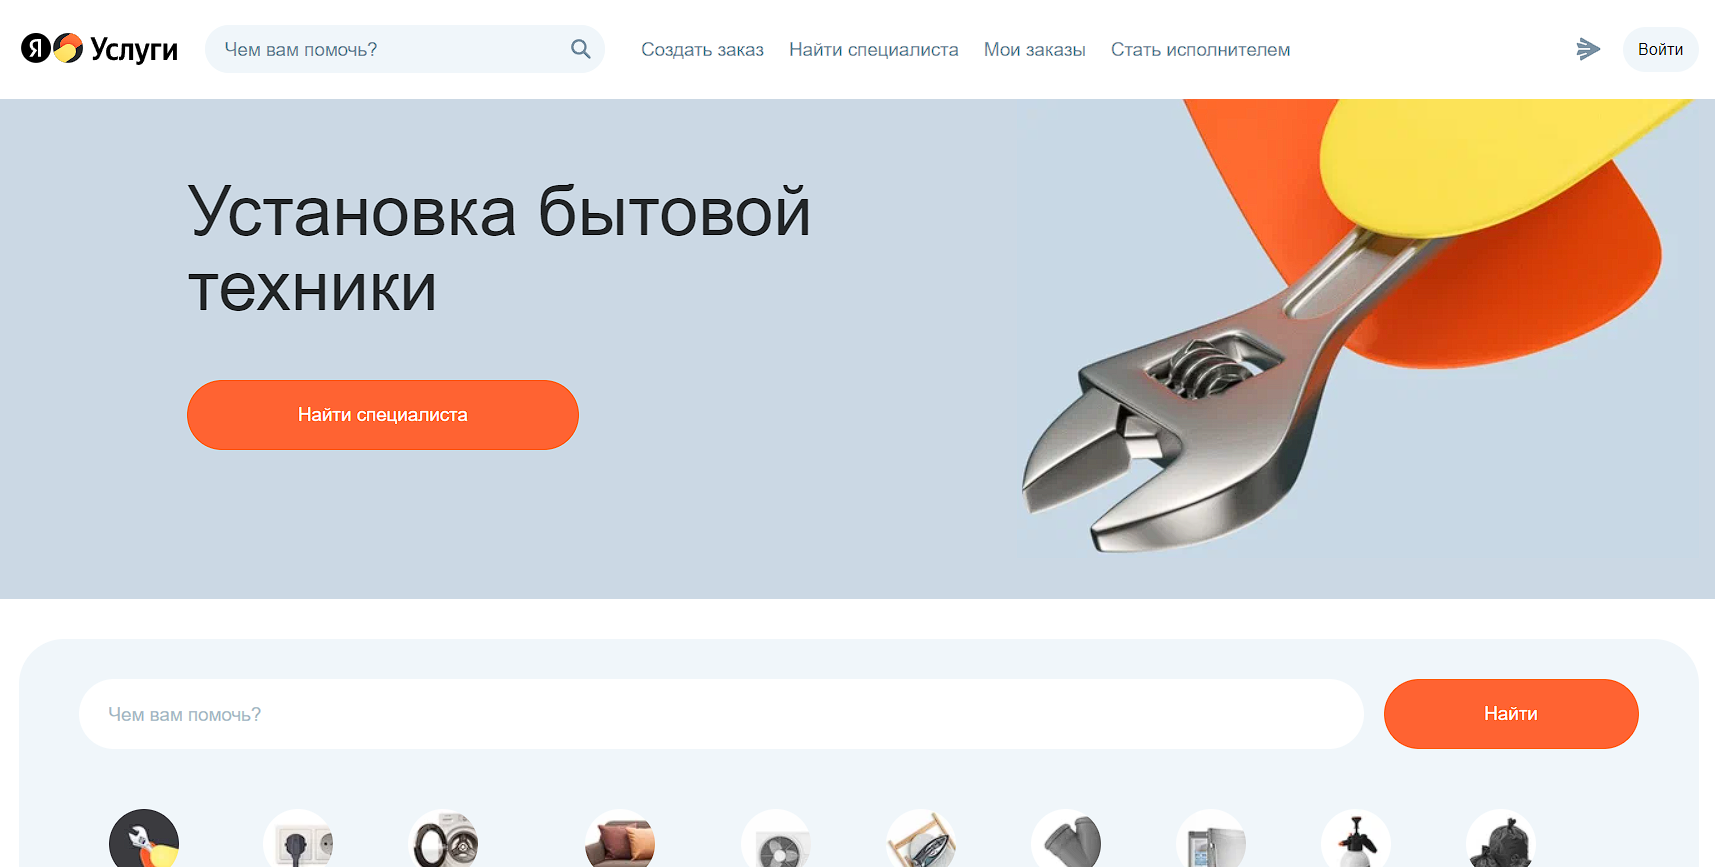 Я Услуги
Чем вам помочь?
Создать заказ
Найти специалиста
Мои заказы
Стать исполнителем
Войти
Установка бытовой
техники
Найти специалиста
Чем вам помочь?
Найти